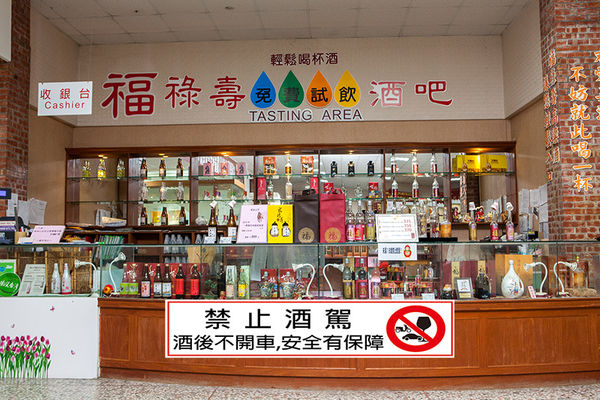 輕鬆喝杯酒
福祿壽免費試飲酒吧
TASTING AREA
收銀台
Cashier
不妨就此喝一杯
禁止酒駕
酒後不開車,安全有保障